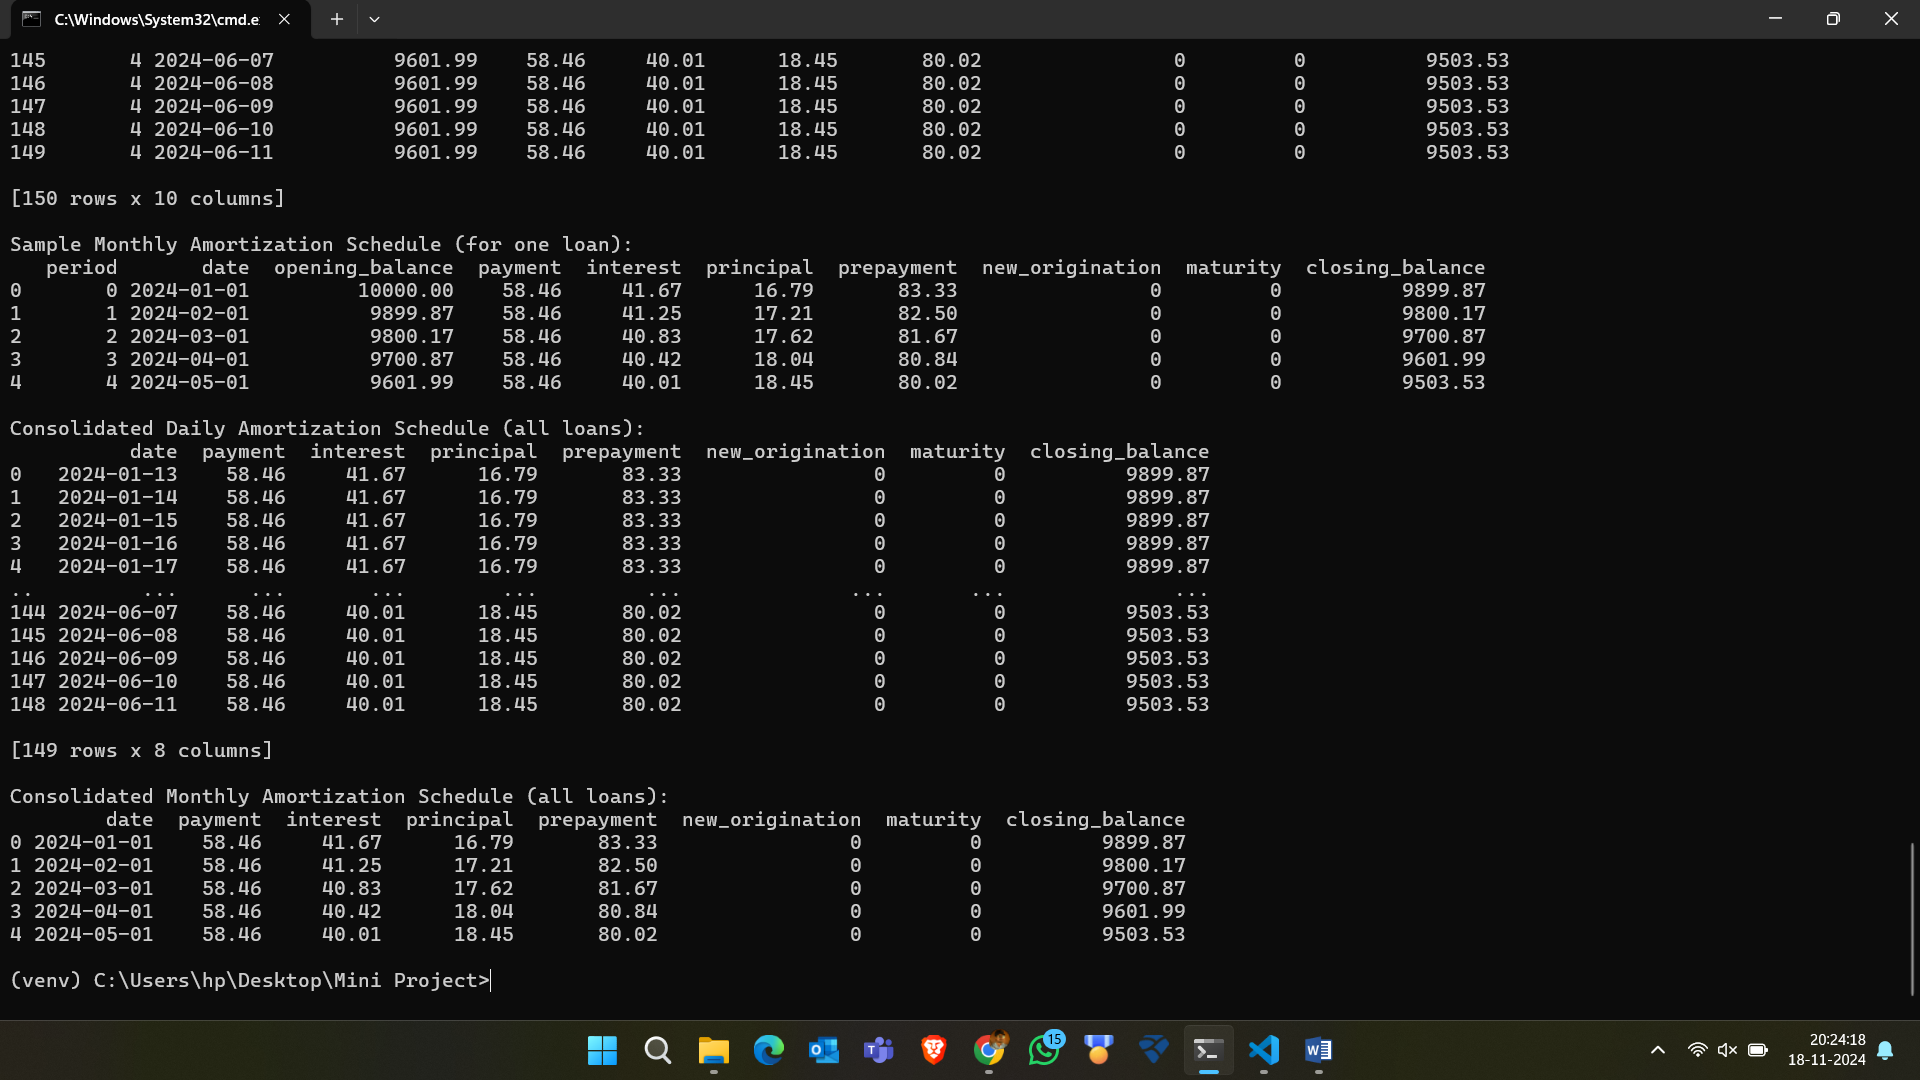 C:\Windows\System32\cmd.e
145 4 2024-06-07 9601.99 58.46 40.01 18.45 80.02 0 0 9503.53
146 4 2024-06-08 9601.99 58.46 40.01 18.45 80.02 0 0 9503.53
147 4 2024-06-09 9601.99 58.46 40.01 18.45 80.02 0 0 9503.53
148 4 2024-06-10 9601.99 58.46 40.01 18.45 80.02 0 0 9503.53
149 4 2024-06-11 9601.99 58.46 40.01 18.45 80.02 0 0 9503.53
[150 rows x 10 columns]
Sample Monthly Amortization Schedule (for one loan):
period date opening_balance payment interest principal prepayment new_origination maturity closing_balance
0 0 2024-01-01 10000.00 58.46 41.67 16.79 83.33 0 0 9899.87
1 1 2024-02-01 9899.87 58.46 41.25 17.21 82.50 0 0 9800.17
2 2 2024-03-01 9800.17 58.46 40.83 17.62 81.67 0 0 9700.87
3 3 2024-04-01 9700.87 58.46 40.42 18.04 80.84 0 0 9601.99
4 4 2024-05-01 9601.99 58.46 40.01 18.45 80.02 0 0 9503.53
Consolidated Daily Amortization Schedule (all loans):
date payment interest principal prepayment new_origination maturity closing_balance
0 2024-01-13 58.46 41.67 16.79 83.33 0 0 9899.87
1 2024-01-14 58.46 41.67 16.79 83.33 0 0 9899.87
2 2024-01-15 58.46 41.67 16.79 83.33 0 0 9899.87
3 2024-01-16 58.46 41.67 16.79 83.33 0 0 9899.87
4 2024-01-17 58.46 41.67 16.79 83.33 0 0 9899.87
.. ... ... ... ... ... ... ... ...
144 2024-06-07 58.46 40.01 18.45 80.02 0 0 9503.53
145 2024-06-08 58.46 40.01 18.45 80.02 0 0 9503.53
146 2024-06-09 58.46 40.01 18.45 80.02 0 0 9503.53
147 2024-06-10 58.46 40.01 18.45 80.02 0 0 9503.53
148 2024-06-11 58.46 40.01 18.45 80.02 0 0 9503.53
[149 rows x 8 columns]
Consolidated Monthly Amortization Schedule (all loans):
date payment interest principal prepayment new_origination maturity closing_balance
0 2024-01-01 58.46 41.67 16.79 83.33 0 0 9899.87
1 2024-02-01 58.46 41.25 17.21 82.50 0 0 9800.17
2 2024-03-01 58.46 40.83 17.62 81.67 0 0 9700.87
3 2024-04-01 58.46 40.42 18.04 80.84 0 0 9601.99
4 2024-05-01 58.46 40.01 18.45 80.02 0 0 9503.53
(venv) C:\Users\hp\Desktop\Mini Project>
15
20:24:18
18-11-2024